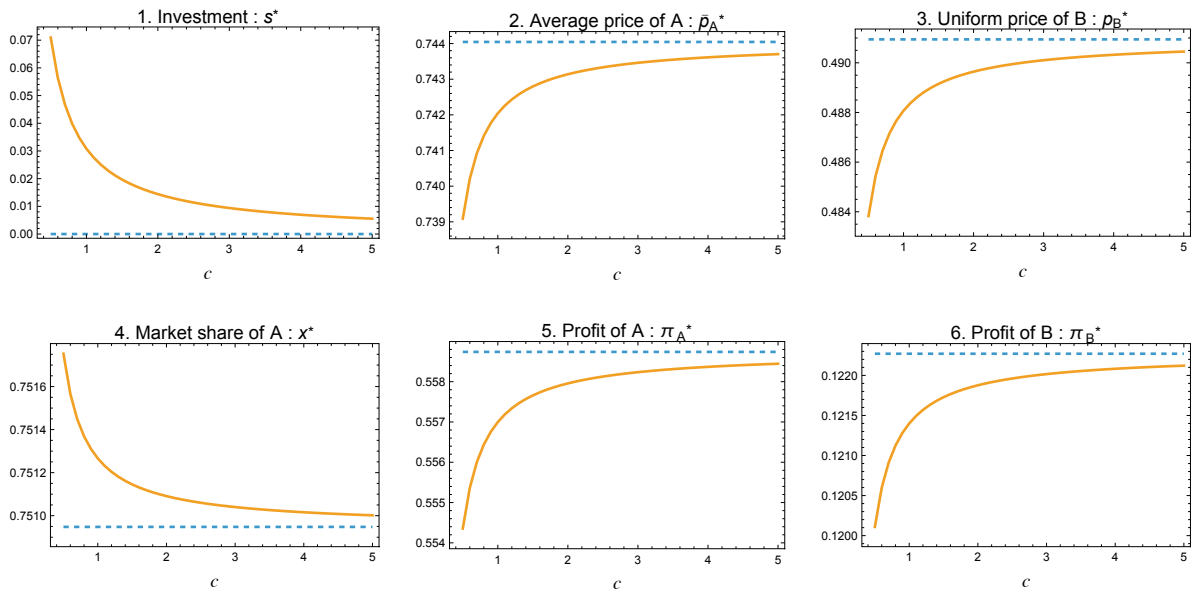 1. Investment : s*
0.07
0.06
0.05
0.04
0.03
0.02
0.01
0.00
1 2 3 4 5
c
2. Average price of A : p̄_A*
0.744
0.743
0.742
0.741
0.740
0.739
1 2 3 4 5
c
3. Uniform price of B : p_B*
0.490
0.488
0.486
0.484
1 2 3 4 5
c
4. Market share of A : x*
0.7516
0.7514
0.7512
0.7510
1 2 3 4 5
c
5. Profit of A : π_A*
0.558
0.557
0.556
0.555
0.554
1 2 3 4 5
c
6. Profit of B : π_B*
0.1220
0.1215
0.1210
0.1205
0.1200
1 2 3 4 5
c